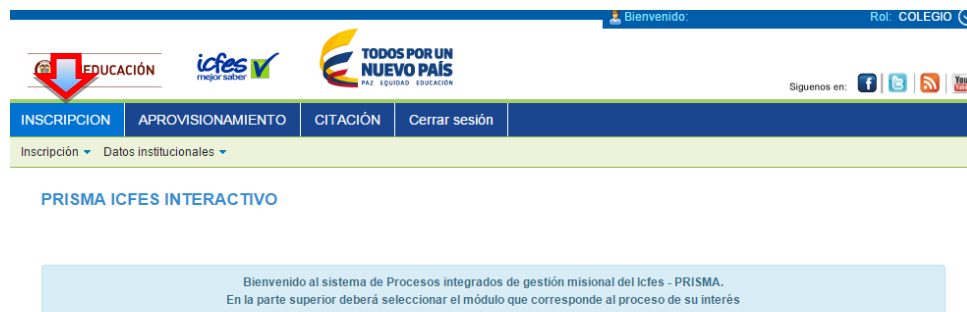 Bienvenido: Rol: COLEGIO
EDUCACIÓN
icfes
mejor saber
TODOS POR UN
NUEVO PAÍS
PAZ EQUIDAD EDUCACIÓN
Siguenos en:
You
INSCRIPCION APROVISIONAMIENTO CITACIÓN Cerrar sesión
Inscripción Datos institucionales
PRISMA ICFES INTERACTIVO
Bienvenido al sistema de Procesos integrados de gestión misional del Icfes - PRISMA.
En la parte superior deberá seleccionar el módulo que corresponde al proceso de su interés